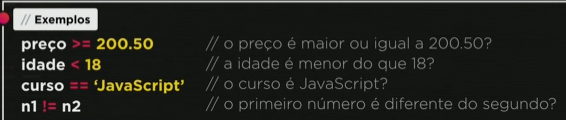 // Exemplos
preço >= 200.50 // o preço é maior ou igual a 200.50?
idade < 18 // a idade é menor do que 18?
curso == ‘JavaScript’ // o curso é JavaScript?
n1 != n2 // o primeiro número é diferente do segundo?